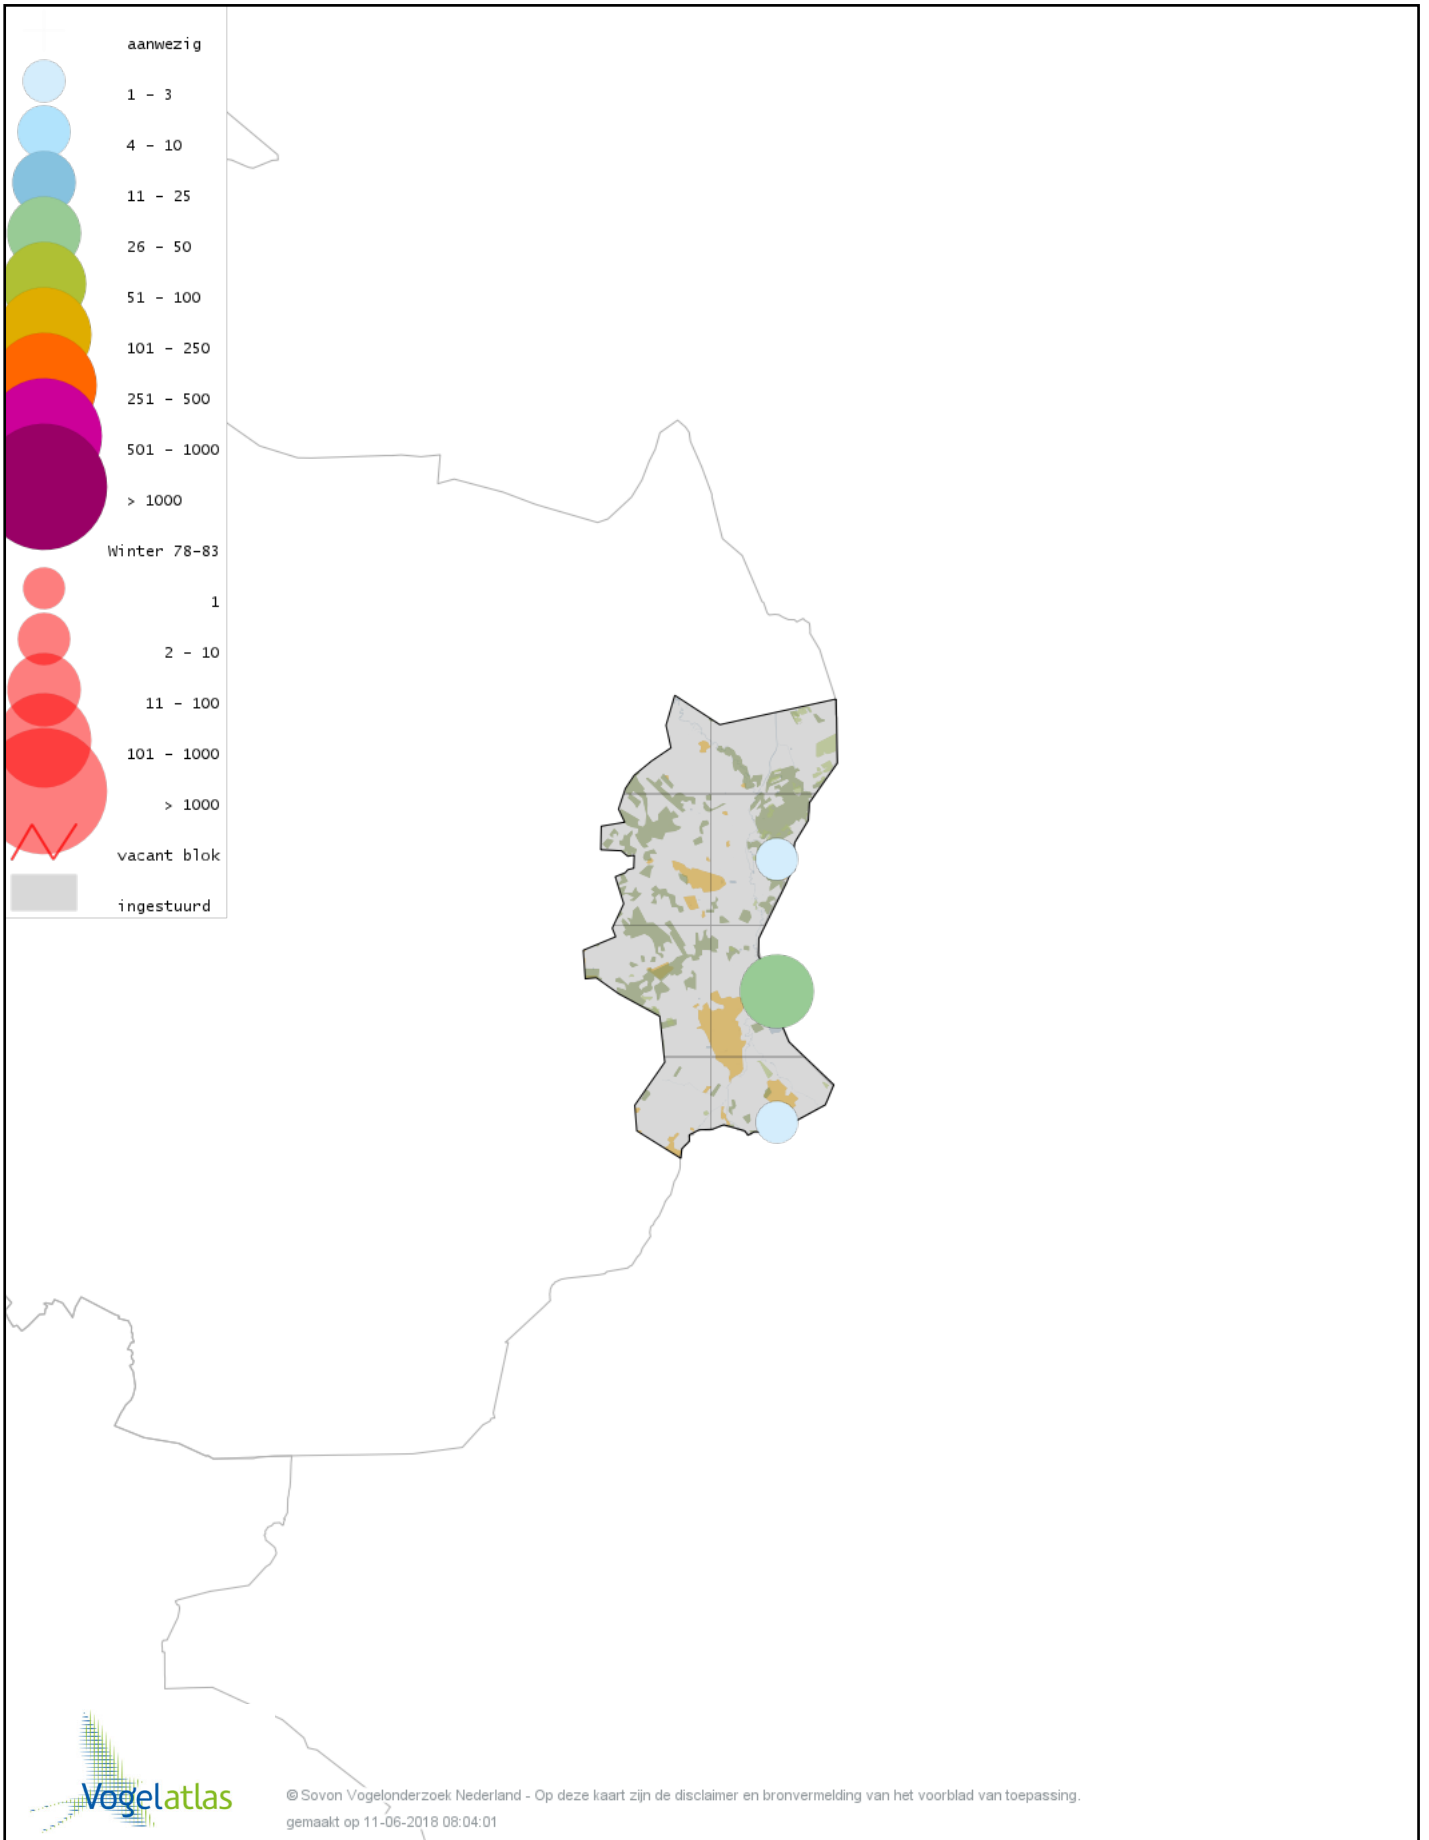 aanwezig
1 - 3
4 - 10
11 - 25
26 - 50
51 - 100
101 - 250
251 - 500
501 - 1000
> 1000
Winter 78-83
1
2 - 10
11 - 100
101 - 1000
> 1000
vacant blok
ingestuurd
Vogelatlas
© Sovon Vogelonderzoek Nederland - Op deze kaart zijn de disclaimer en bronvermelding van het voorblad van toepassing.
gemaakt op 11-06-2018 08:04:01